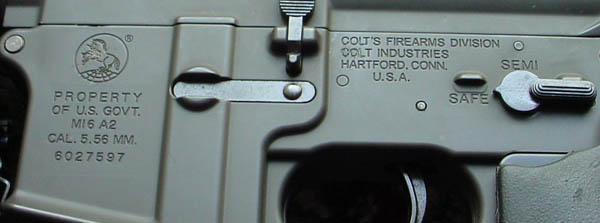 ®
PROPERTY
OF U.S. GOVT.
M16 A2
CAL. 5.56 MM.
6027597
COLT'S FIREARMS DIVISION
COLT INDUSTRIES
HARTFORD, CONN.
U.S.A.
SEMI
SAFE